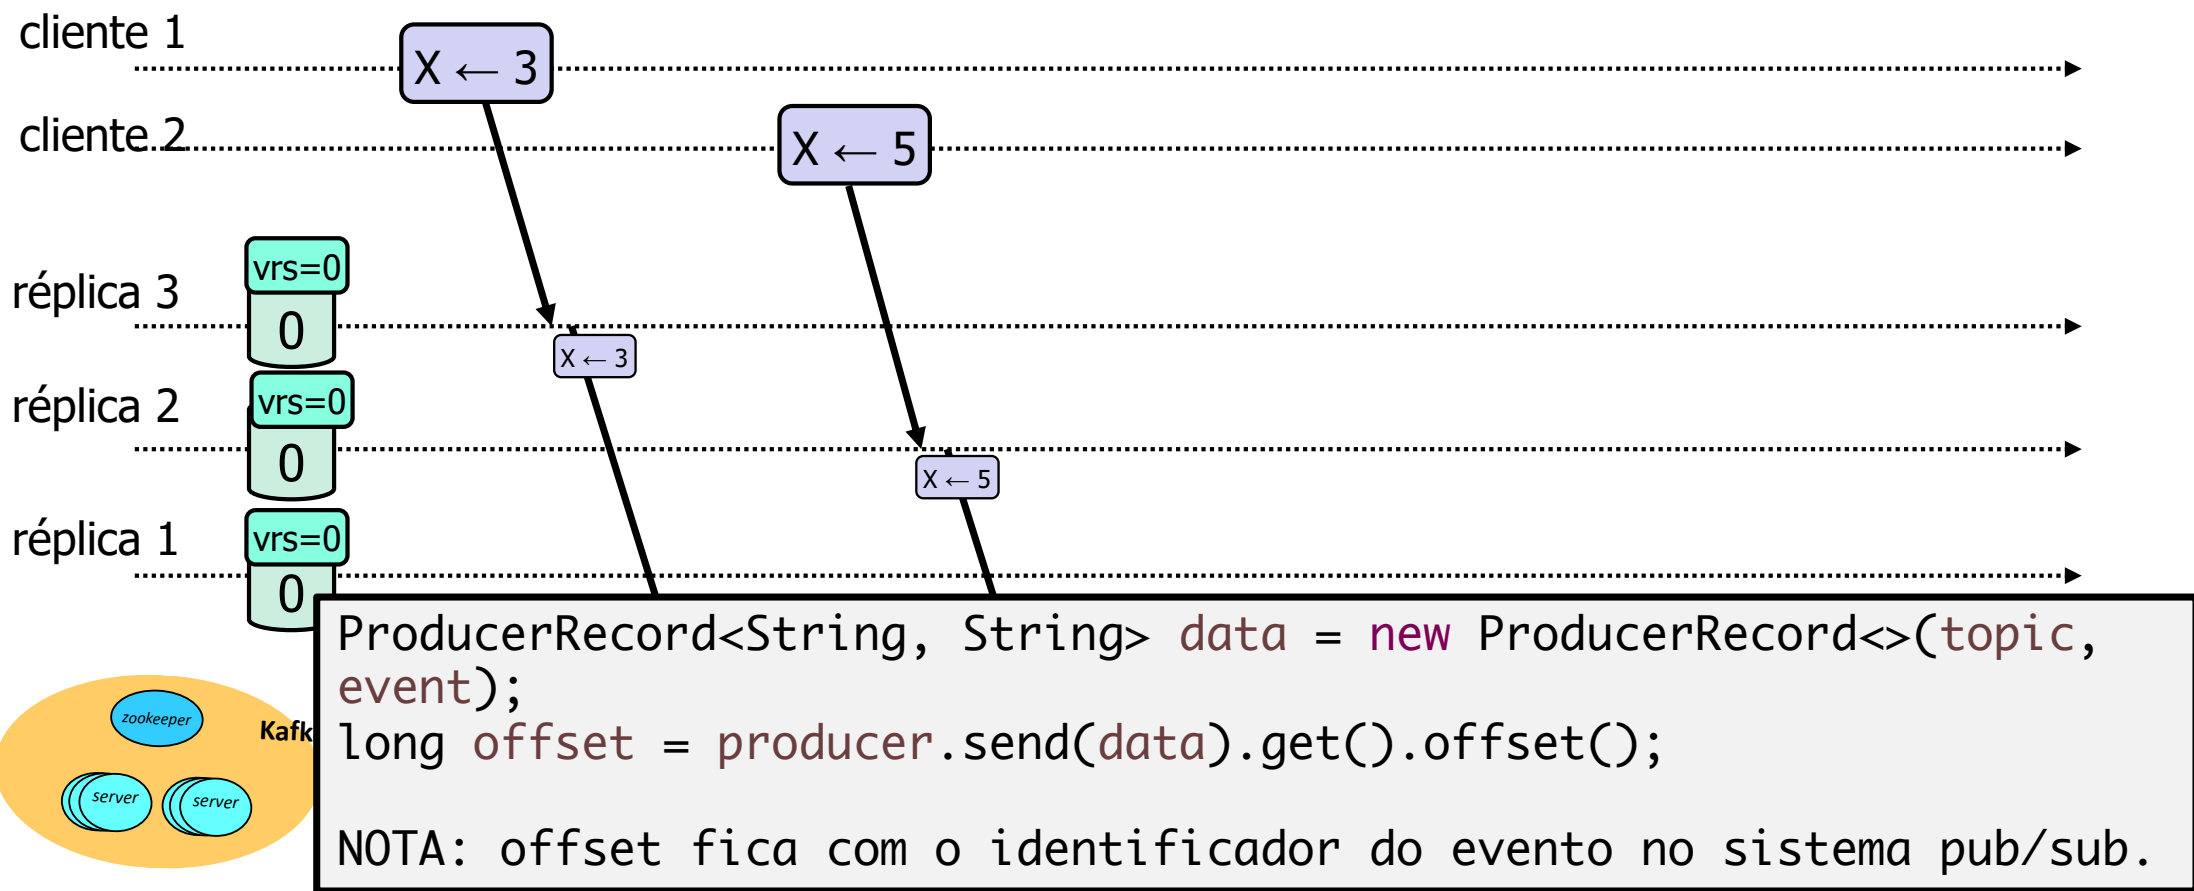 cliente 1
X ← 3
cliente 2
X ← 5
vrs=0
réplica 3
0
X ← 3
vrs=0
réplica 2
0
X ← 5
vrs=0
réplica 1
0
ProducerRecord<String, String> data = new ProducerRecord<>(topic,
event);
long offset = producer.send(data).get().offset();
NOTA: offset fica com o identificador do evento no sistema pub/sub.
zookeeper
Kafk
server
server